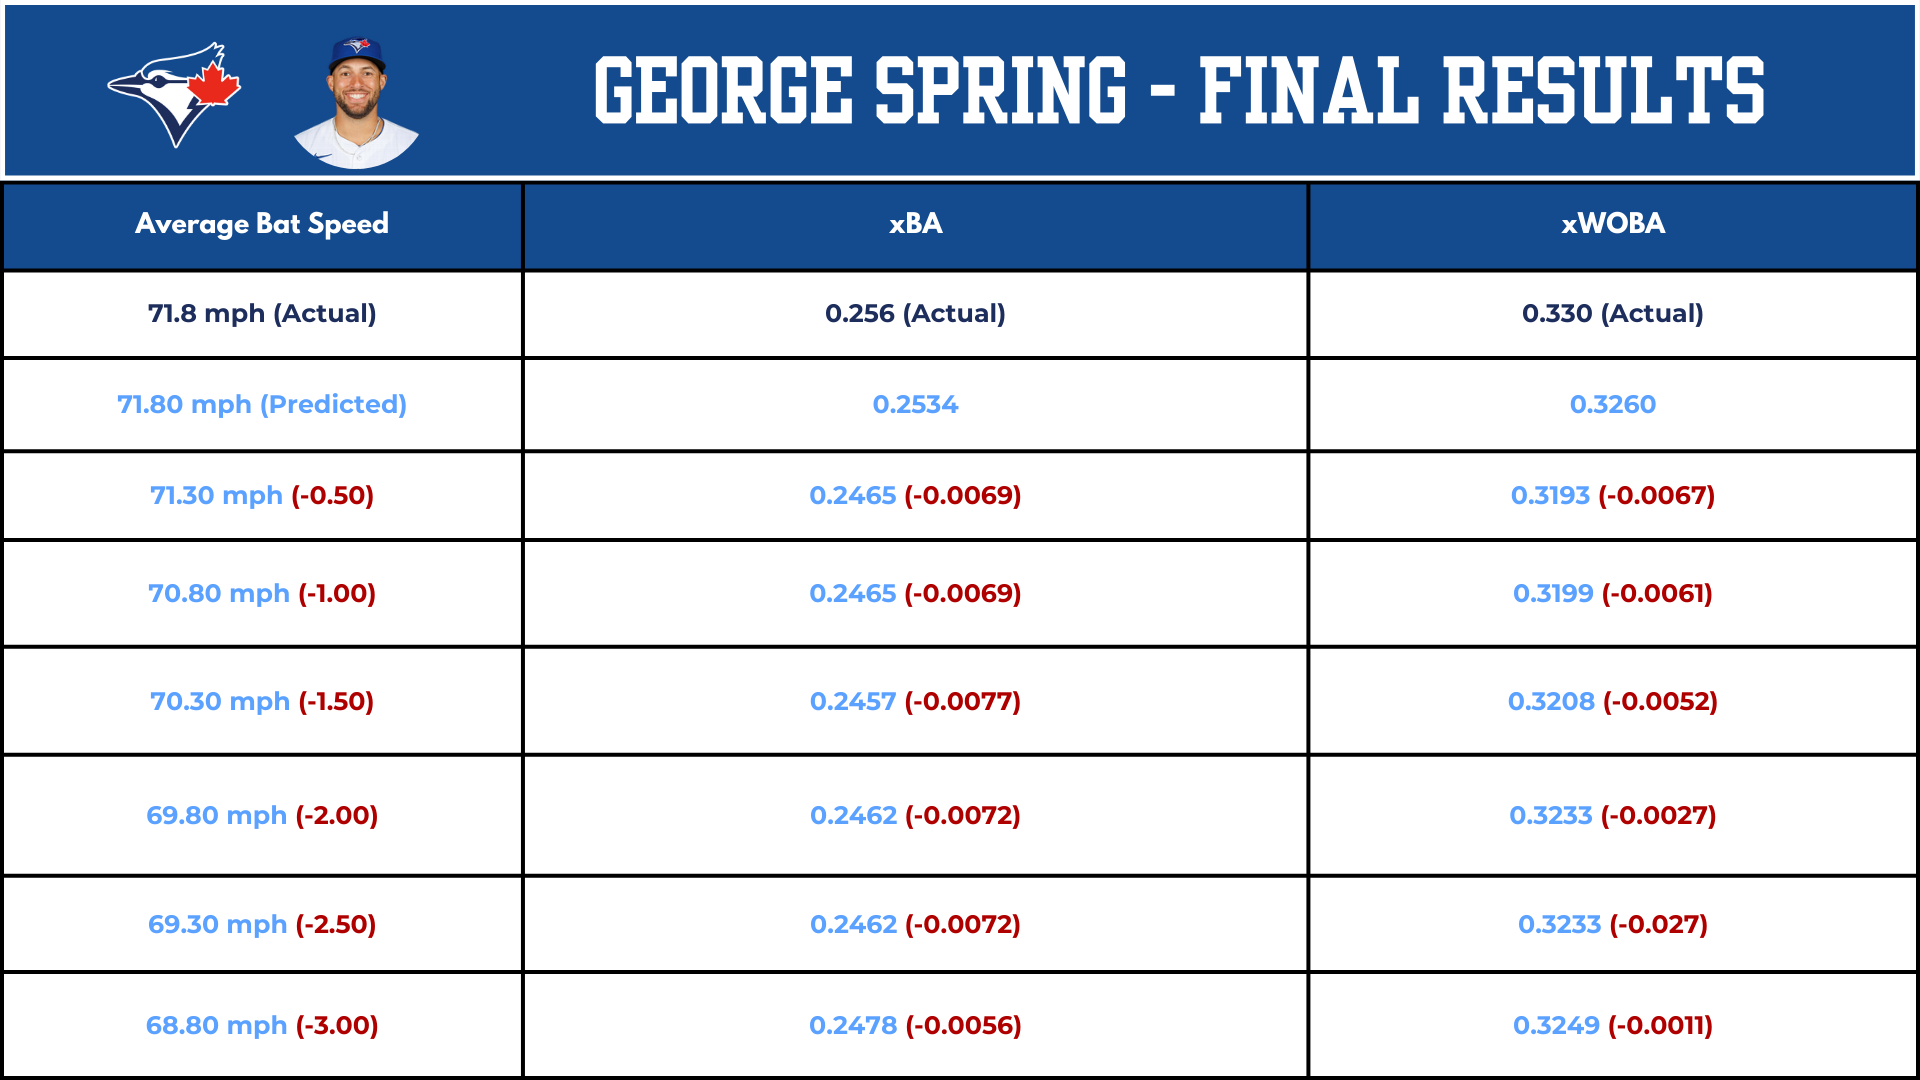 GEORGE SPRING - FINAL RESULTS
Average Bat Speed xBA xWOBA
71.8 mph (Actual) 0.256 (Actual) 0.330 (Actual)
71.80 mph (Predicted) 0.2534 0.3260
71.30 mph (-0.50) 0.2465 (-0.0069) 0.3193 (-0.0067)
70.80 mph (-1.00) 0.2465 (-0.0069) 0.3199 (-0.0061)
70.30 mph (-1.50) 0.2457 (-0.0077) 0.3208 (-0.0052)
69.80 mph (-2.00) 0.2462 (-0.0072) 0.3233 (-0.0027)
69.30 mph (-2.50) 0.2462 (-0.0072) 0.3233 (-0.027)
68.80 mph (-3.00) 0.2478 (-0.0056) 0.3249 (-0.0011)